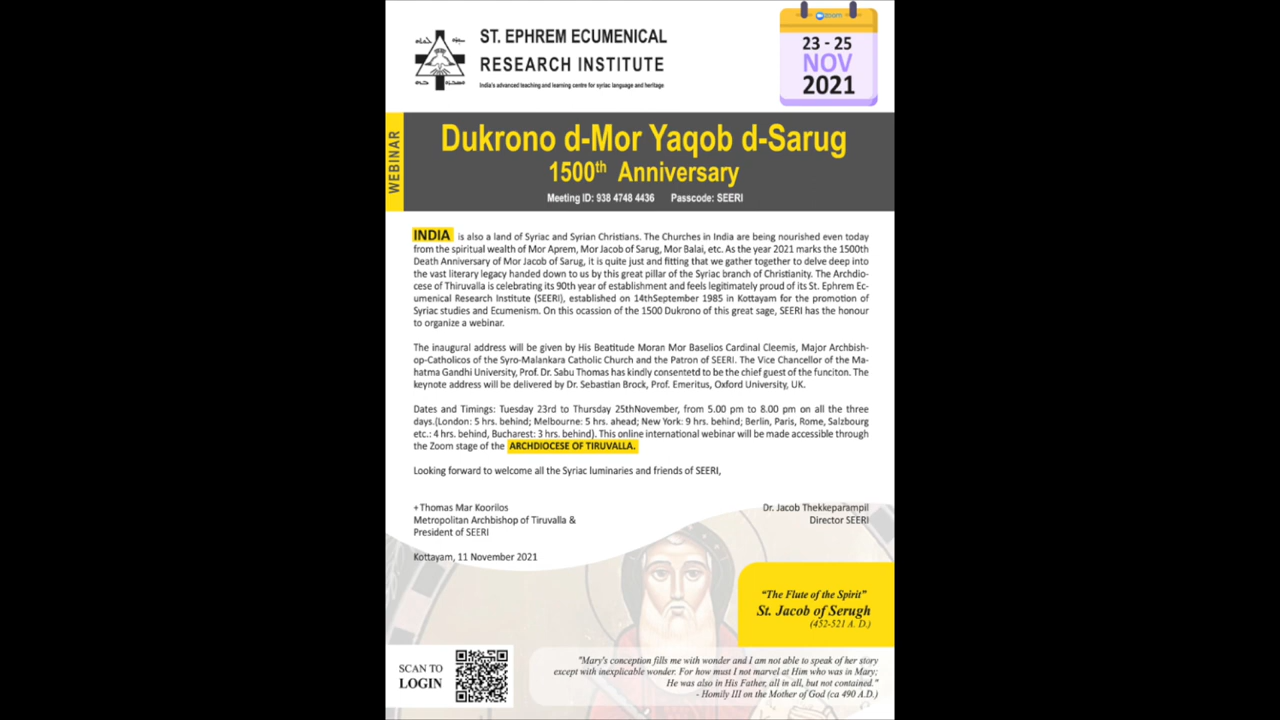 ST. EPHREM ECUMENICAL
RESEARCH INSTITUTE
India's advanced teaching and learning centre for syriac language and heritage
zoom
23 - 25
NOV
2021
WEBINAR
Dukrono d-Mor Yaqob d-Sarug
1500th Anniversary
Meeting ID: 938 4748 4436 Passcode: SEERI
INDIA is also a land of Syriac and Syrian Christians. The Churches in India are being nourished even today
from the spiritual wealth of Mor Aprem, Mor Jacob of Sarug, Mor Balai, etc. As the year 2021 marks the 1500th
Death Anniversary of Mor Jacob of Sarug, it is quite just and fitting that we gather together to delve deep into
the vast literary legacy handed down to us by this great pillar of the Syriac branch of Christianity. The Archdio-
cese of Thiruvalla is celebrating its 90th year of establishment and feels legitimately proud of its St. Ephrem Ec-
umenical Research Institute (SEERI), established on 14thSeptember 1985 in Kottayam for the promotion of
Syriac studies and Ecumenism. On this ocassion of the 1500 Dukrono of this great sage, SEERI has the honour
to organize a webinar.
The inaugural address will be given by His Beatitude Moran Mor Baselios Cardinal Cleemis, Major Archbish-
op-Catholicos of the Syro-Malankara Catholic Church and the Patron of SEERI. The Vice Chancellor of the Ma-
hatma Gandhi University, Prof. Dr. Sabu Thomas has kindly consentetd to be the chief guest of the funciton. The
keynote address will be delivered by Dr. Sebastian Brock, Prof. Emeritus, Oxford University, UK.
Dates and Timings: Tuesday 23rd to Thursday 25thNovember, from 5.00 pm to 8.00 pm on all the three
days.(London: 5 hrs. behind; Melbourne: 5 hrs. ahead; New York: 9 hrs. behind; Berlin, Paris, Rome, Salzbourg
etc.: 4 hrs. behind, Bucharest: 3 hrs. behind). This online international webinar will be made accessible through
the Zoom stage of the ARCHDIOCESE OF TIRUVALLA.
Looking forward to welcome all the Syriac luminaries and friends of SEERI,
+Thomas Mar Koorilos
Metropolitan Archbishop of Tiruvalla &
President of SEERI
Dr. Jacob Thekkeparampil
Director SEERI
Kottayam, 11 November 2021
"The Flute of the Spirit"
St. Jacob of Serugh
(452-521 A. D.)
SCAN TO
LOGIN
"Mary's conception fills me with wonder and I am not able to speak of her story
except with inexplicable wonder. For how must I not marvel at Him who was in Mary;
He was also in His Father, all in all, but not contained."
- Homily III on the Mother of God (ca 490 A.D.)